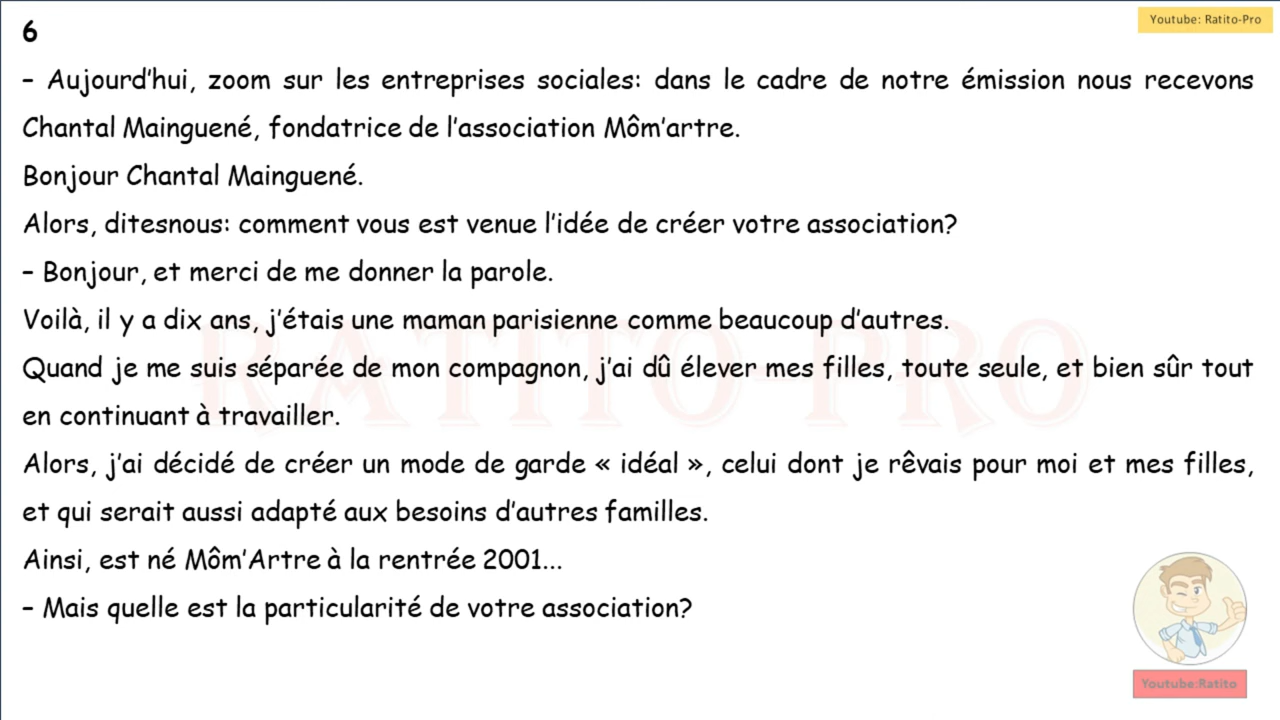 6
Youtube: Ratito-Pro
– Aujourd’hui, zoom sur les entreprises sociales: dans le cadre de notre émission nous recevons
Chantal Mainguené, fondatrice de l’association Môm’artre.
Bonjour Chantal Mainguené.
Alors, ditesnous: comment vous est venue l’idée de créer votre association?
– Bonjour, et merci de me donner la parole.
Voilà, il y a dix ans, j’étais une maman parisienne comme beaucoup d’autres.
Quand je me suis séparée de mon compagnon, j’ai dû élever mes filles, toute seule, et bien sûr tout
en continuant à travailler.
Alors, j’ai décidé de créer un mode de garde « idéal », celui dont je rêvais pour moi et mes filles,
et qui serait aussi adapté aux besoins d’autres familles.
Ainsi, est né Môm’Artre à la rentrée 2001...
– Mais quelle est la particularité de votre association?
RATITO-PRO
Youtube:Ratito